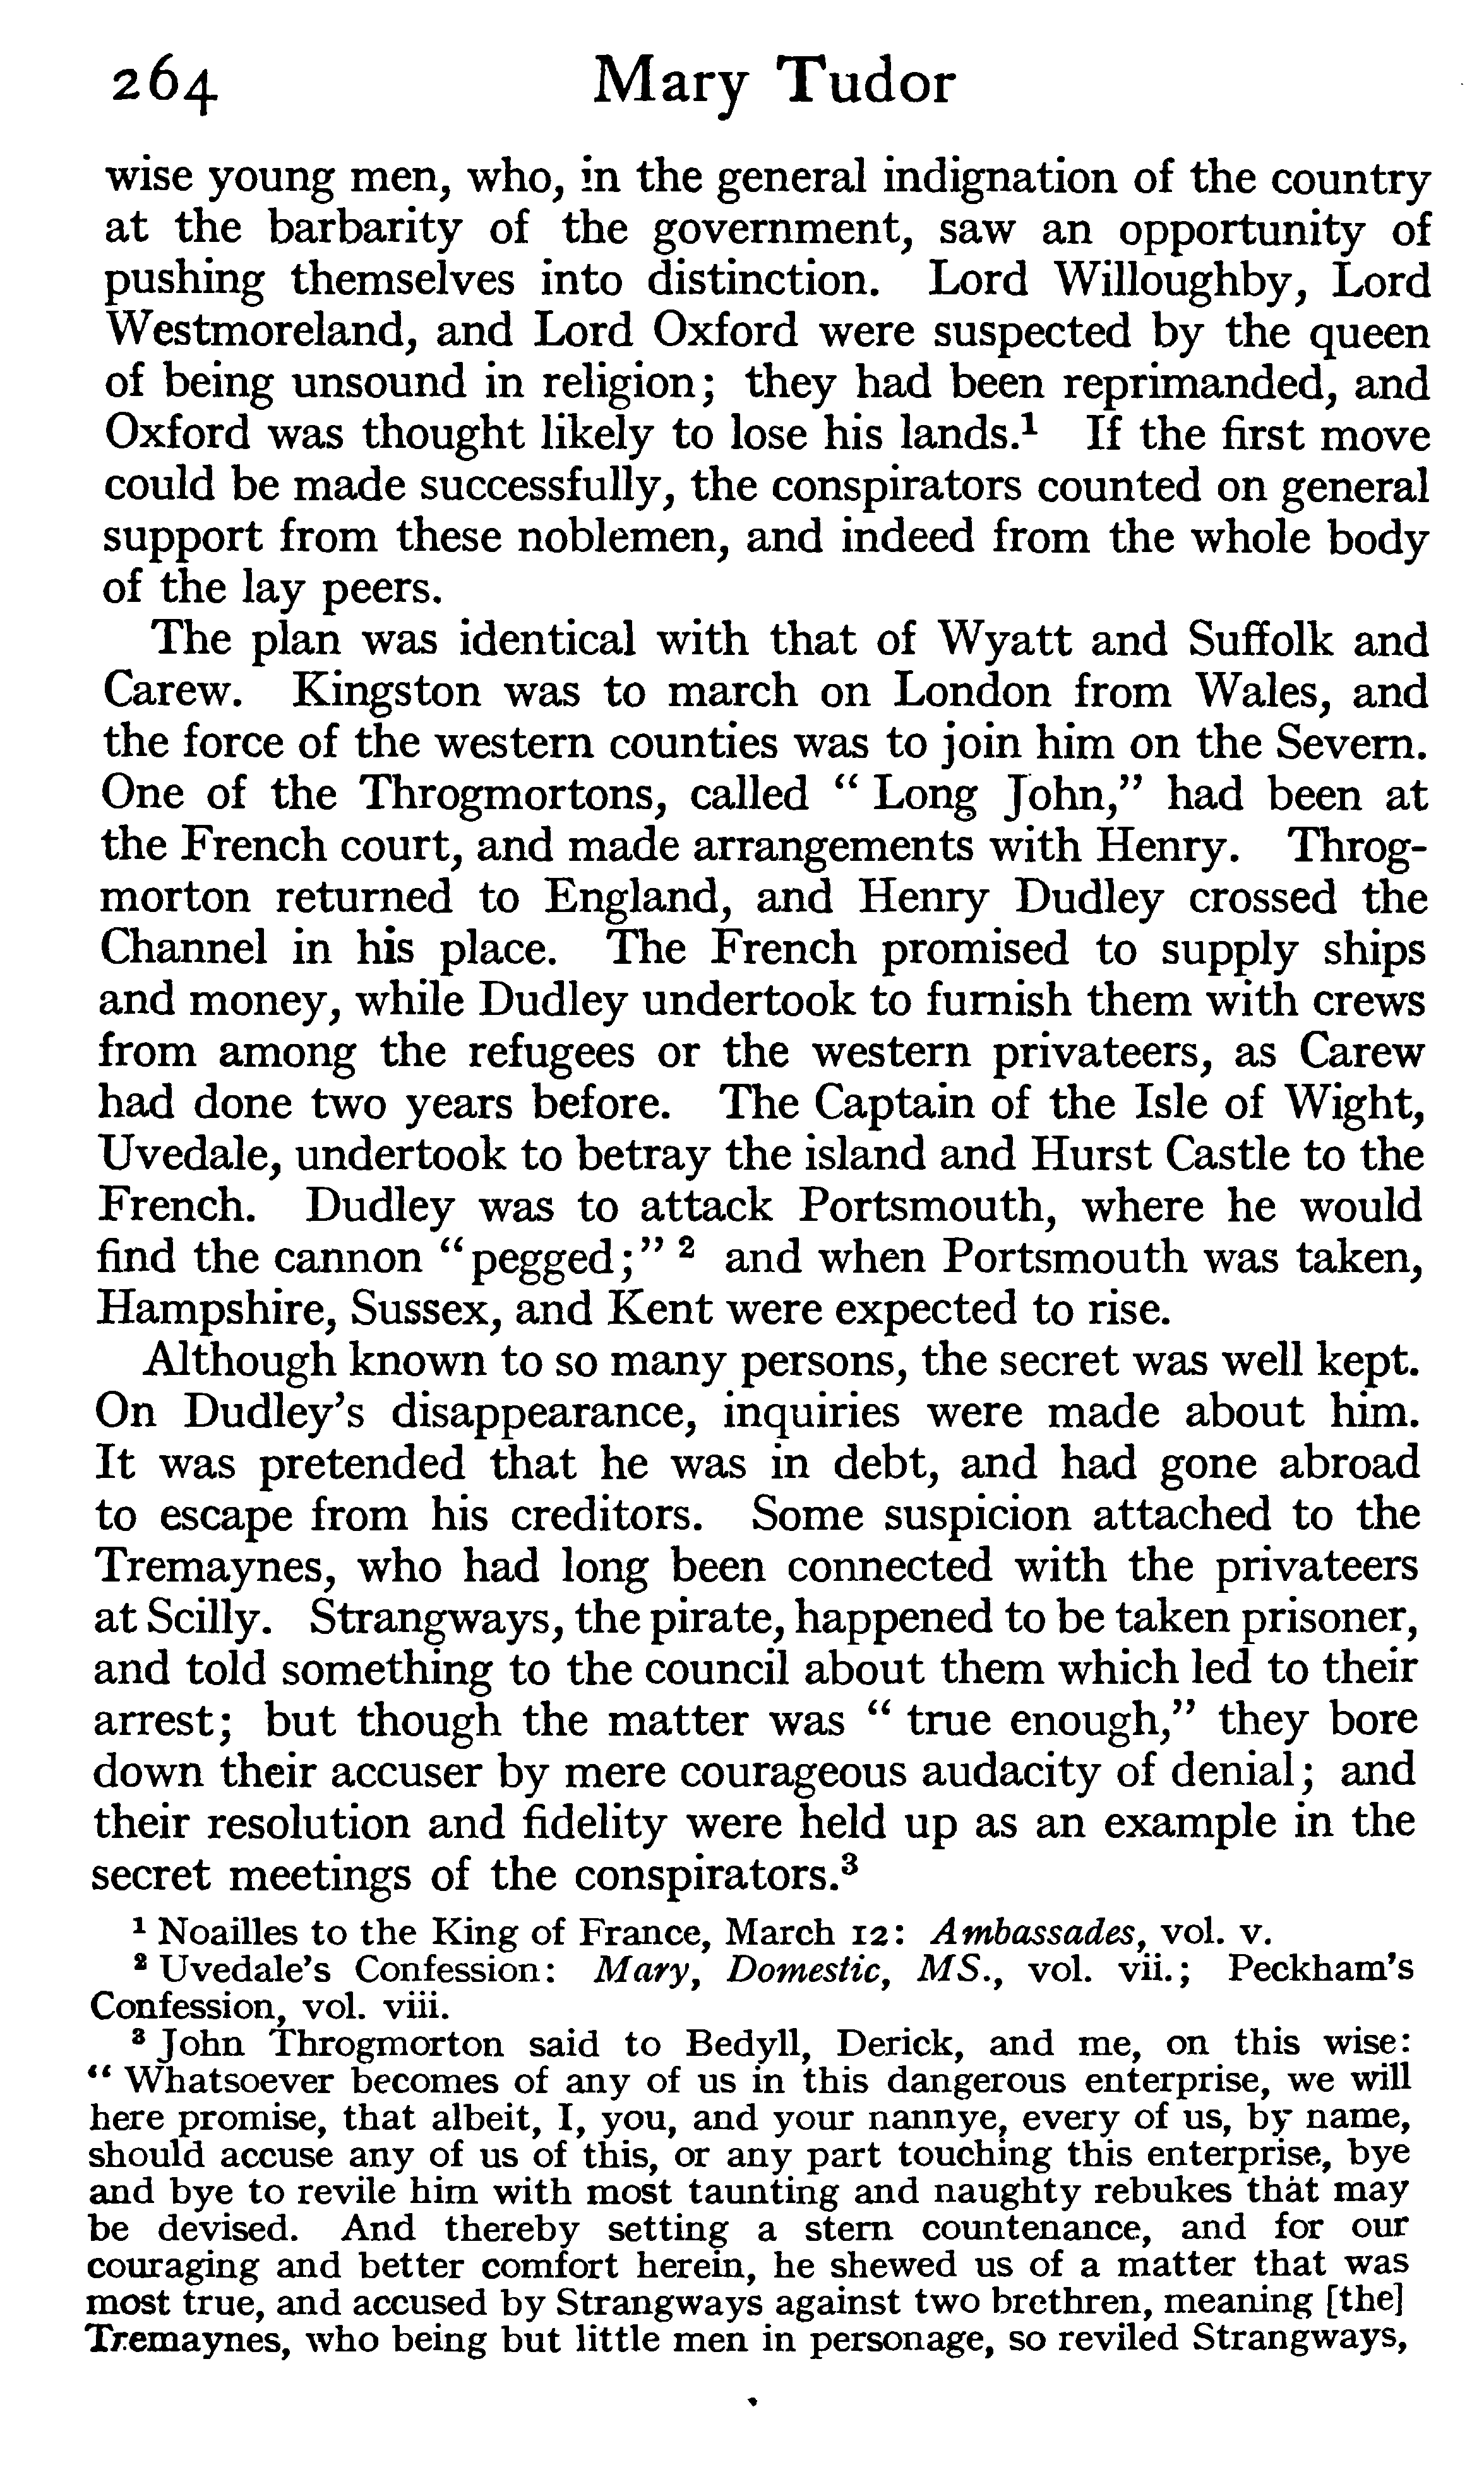 264 Mary Tudor
wise young men, who, in the general indignation of the country
at the barbarity of the government, saw an opportunity of
pushing themselves into distinction. Lord Willoughby, Lord
Westmoreland, and Lord Oxford were suspected by the queen
of being unsound in religion; they had been reprimanded, and
Oxford was thought likely to lose his lands.¹ If the first move
could be made successfully, the conspirators counted on general
support from these noblemen, and indeed from the whole body
of the lay peers.
The plan was identical with that of Wyatt and Suffolk and
Carew. Kingston was to march on London from Wales, and
the force of the western counties was to join him on the Severn.
One of the Throgmortons, called “ Long John,” had been at
the French court, and made arrangements with Henry. Throg-
morton returned to England, and Henry Dudley crossed the
Channel in his place. The French promised to supply ships
and money, while Dudley undertook to furnish them with crews
from among the refugees or the western privateers, as Carew
had done two years before. The Captain of the Isle of Wight,
Uvedale, undertook to betray the island and Hurst Castle to the
French. Dudley was to attack Portsmouth, where he would
find the cannon “pegged;” ² and when Portsmouth was taken,
Hampshire, Sussex, and Kent were expected to rise.
Although known to so many persons, the secret was well kept.
On Dudley’s disappearance, inquiries were made about him.
It was pretended that he was in debt, and had gone abroad
to escape from his creditors. Some suspicion attached to the
Tremaynes, who had long been connected with the privateers
at Scilly. Strangways, the pirate, happened to be taken prisoner,
and told something to the council about them which led to their
arrest; but though the matter was “ true enough,” they bore
down their accuser by mere courageous audacity of denial; and
their resolution and fidelity were held up as an example in the
secret meetings of the conspirators.³
¹ Noailles to the King of France, March 12: Ambassades, vol. v.
² Uvedale’s Confession: Mary, Domestic, MS., vol. vii.; Peckham’s
Confession, vol. viii.
³ John Throgmorton said to Bedyll, Derick, and me, on this wise:
“ Whatsoever becomes of any of us in this dangerous enterprise, we will
here promise, that albeit, I, you, and your nannye, every of us, by name,
should accuse any of us of this, or any part touching this enterprise, bye
and bye to revile him with most taunting and naughty rebukes that may
be devised. And thereby setting a stern countenance, and for our
couraging and better comfort herein, he shewed us of a matter that was
most true, and accused by Strangways against two brethren, meaning [the]
Tremaynes, who being but little men in personage, so reviled Strangways,